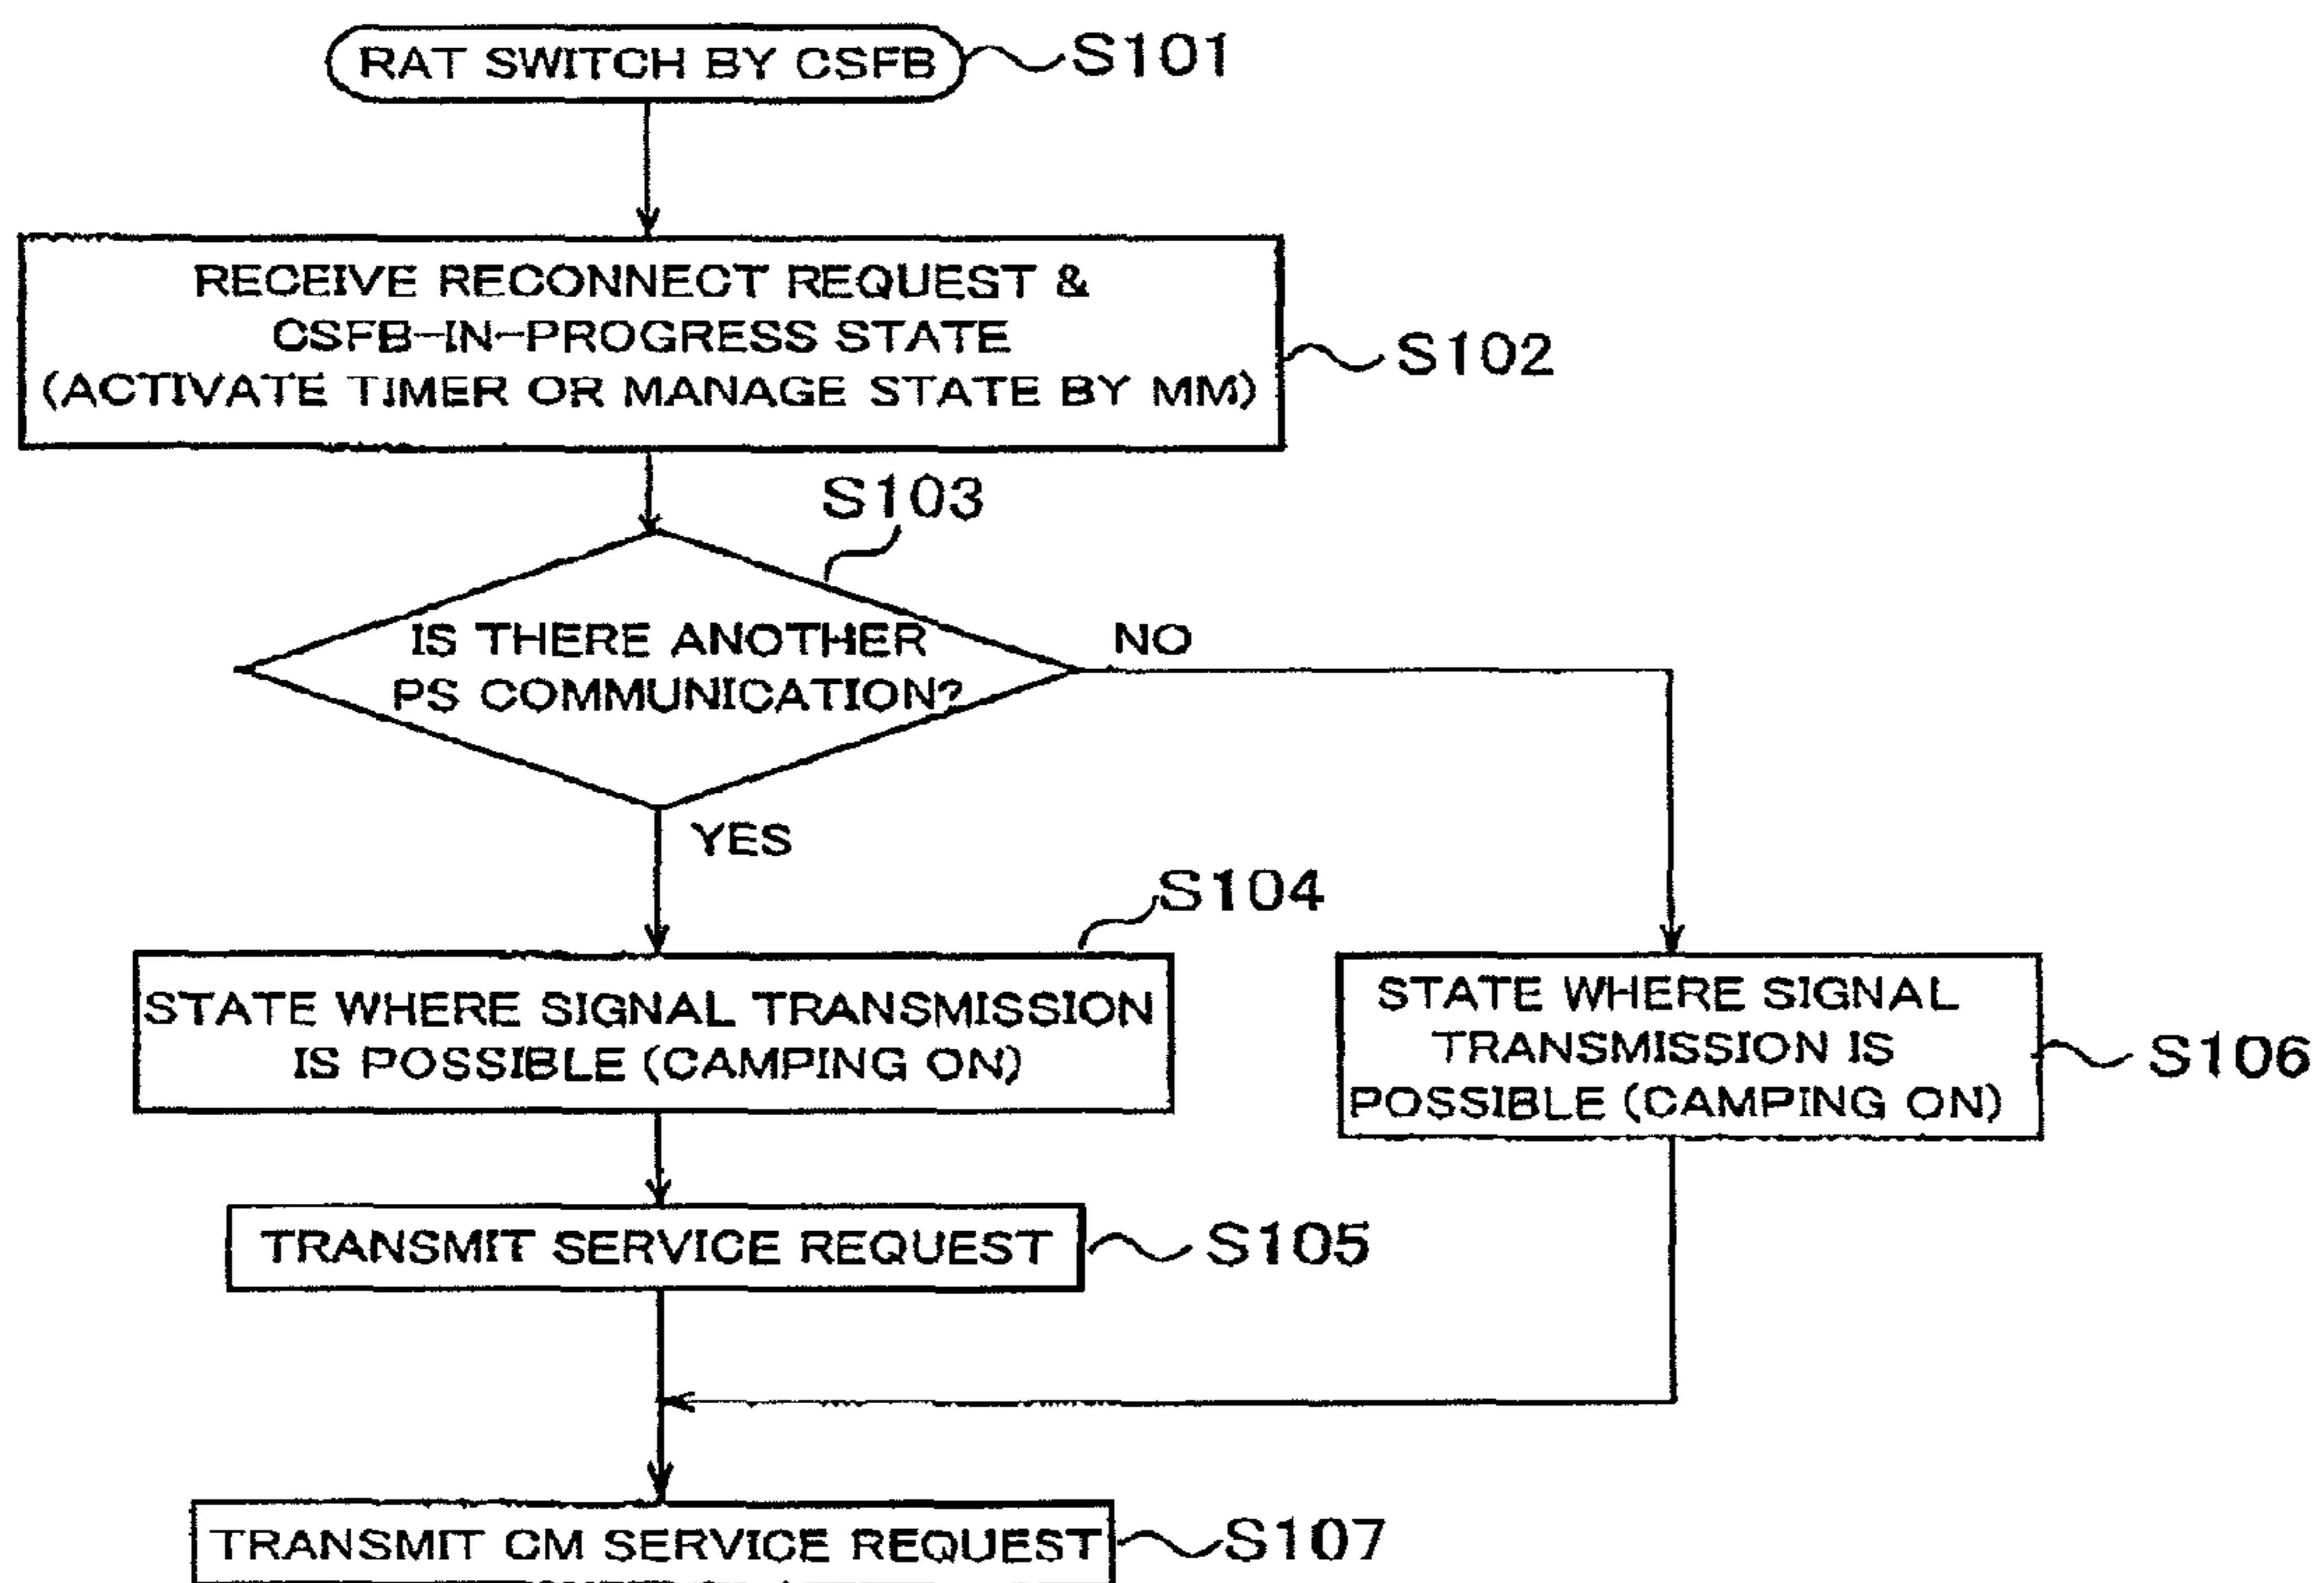 RAT SWITCH BY CSFB
S101
RECEIVE RECONNECT REQUEST &
CSFB-IN-PROGRESS STATE
(ACTIVATE TIMER OR MANAGE STATE BY MM)
S102
S103
IS THERE ANOTHER
PS COMMUNICATION?
NO
YES
S104
STATE WHERE SIGNAL TRANSMISSION
IS POSSIBLE (CAMPING ON)
STATE WHERE SIGNAL
TRANSMISSION IS
POSSIBLE (CAMPING ON)
S106
TRANSMIT SERVICE REQUEST
S105
TRANSMIT CM SERVICE REQUEST
S107